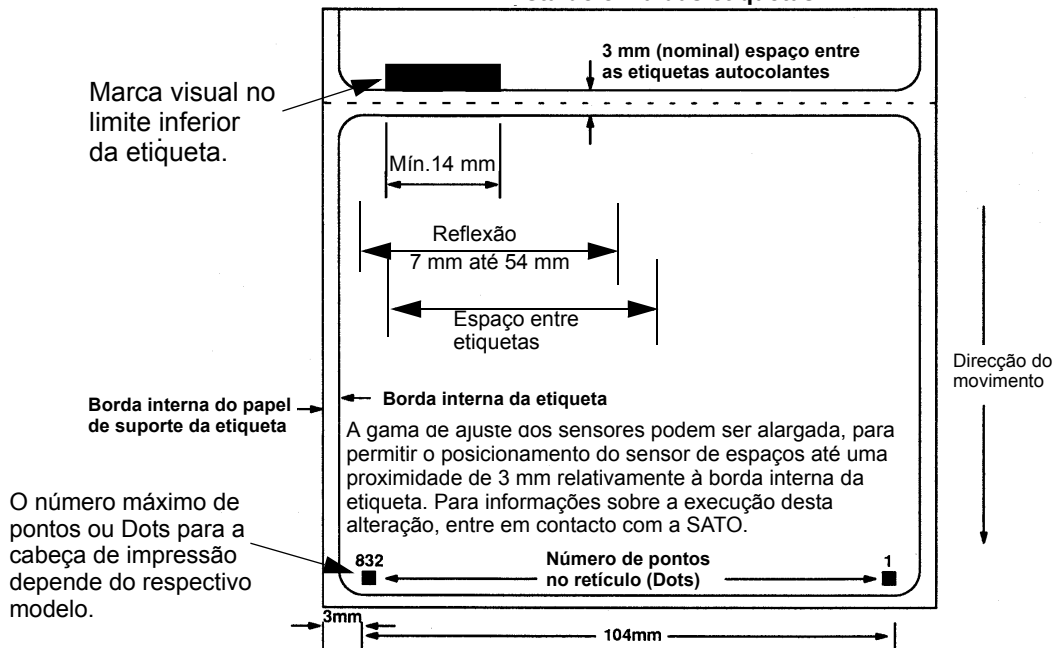 3 mm (nominal) espaço entre
as etiquetas autocolantes
Marca visual no
limite inferior
da etiqueta.
Mín.14 mm
Reflexão
7 mm até 54 mm
Espaço entre
etiquetas
Direcção do
movimento
Borda interna do papel
de suporte da etiqueta
Borda interna da etiqueta
A gama de ajuste dos sensores podem ser alargada, para
permitir o posicionamento do sensor de espaços até uma
proximidade de 3 mm relativamente à borda interna da
etiqueta. Para informações sobre a execução desta
alteração, entre em contacto com a SATO.
O número máximo de
pontos ou Dots para a
cabeça de impressão
depende do respectivo
modelo.
832
Número de pontos
no retículo (Dots)
1
3mm
104mm